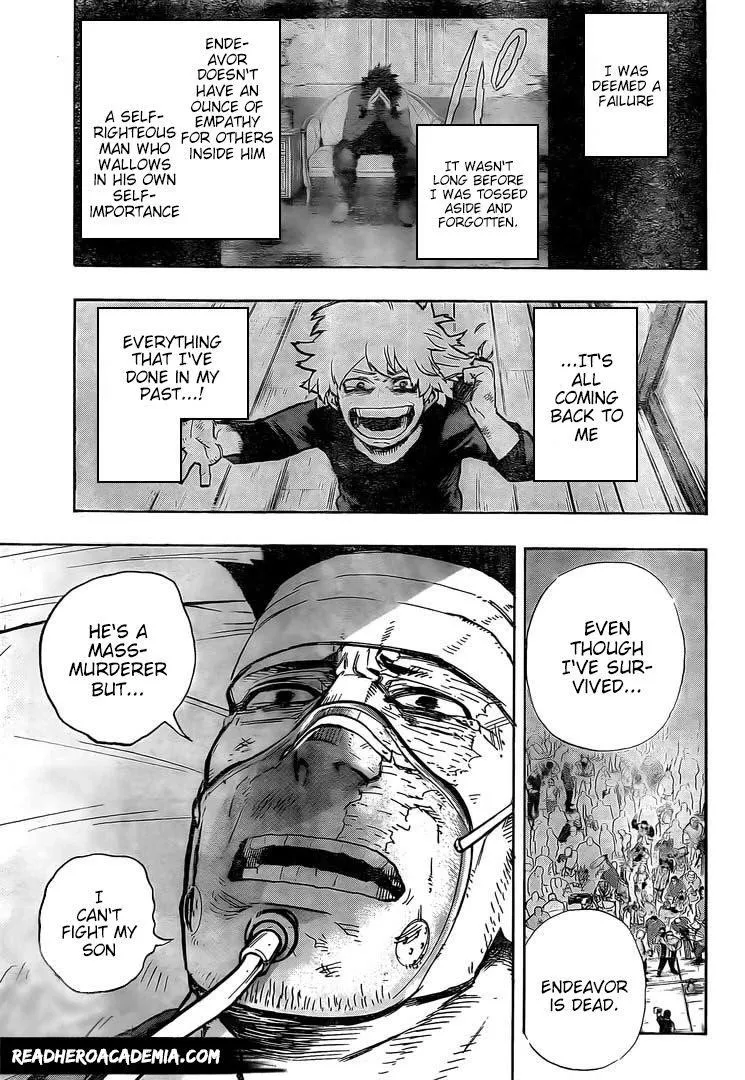 I WAS
DEEMED A
FAILURE
IT WASN'T
LONG BEFORE
I WAS TOSSED
ASIDE AND
FORGOTTEN.
ENDE-
AVOR
DOESN'T
HAVE AN
OUNCE OF
EMPATHY
FOR OTHERS
INSIDE HIM
A SELF-
RIGHTEOUS
MAN WHO
WALLOWS
IN HIS OWN
SELF-
IMPORTANCE
...IT'S
ALL
COMING
BACK TO
ME
EVERYTHING
THAT I'VE
DONE IN MY
PAST...!
EVEN
THOUGH
I'VE SUR-
VIVED...
ENDEAVOR
IS DEAD.
HE'S A
MASS-
MURDERER
BUT...
I
CAN'T
FIGHT MY
SON
READHEROACADEMIA.COM